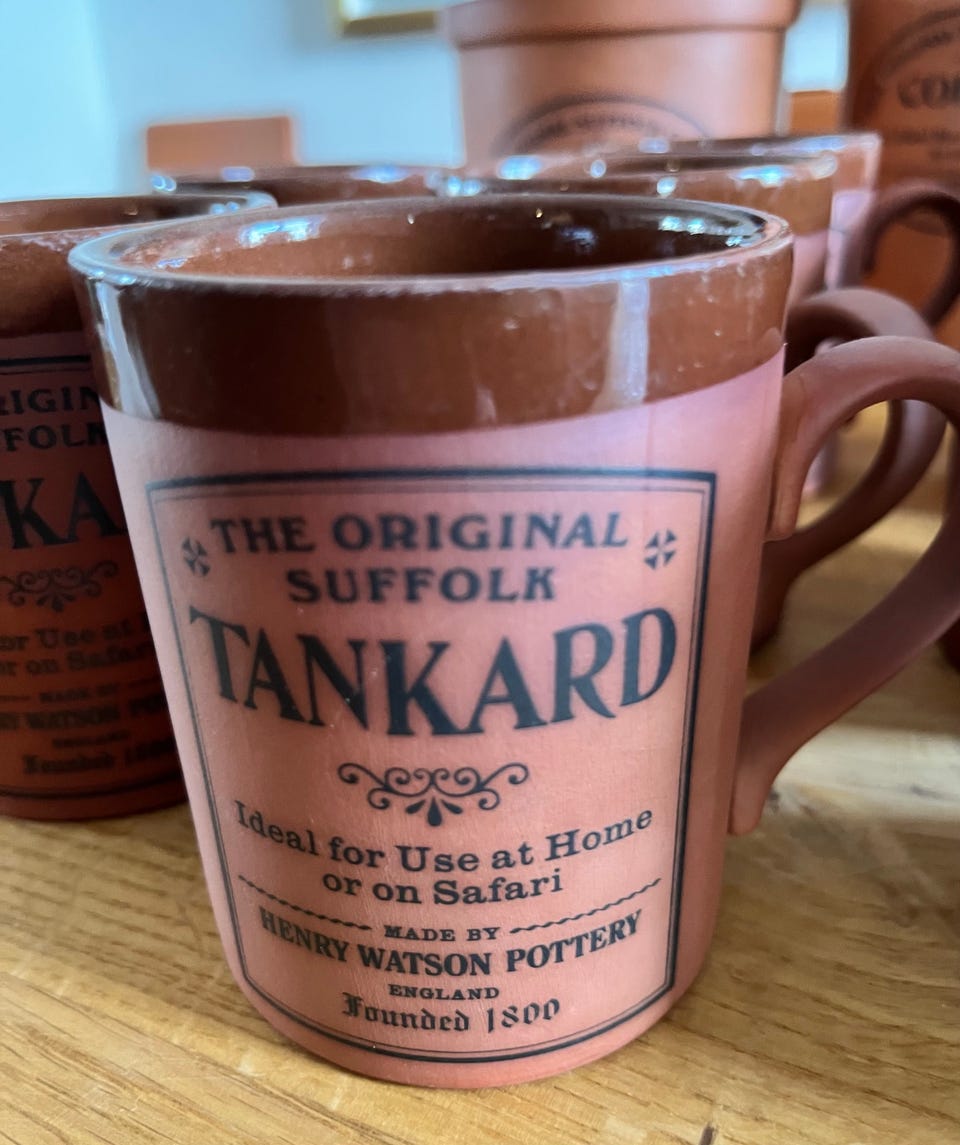 THE ORIGINAL
SUFFOLK
TANKARD
Ideal for Use at Home
or on Safari
MADE BY
HENRY WATSON POTTERY
ENGLAND
Founded 1800